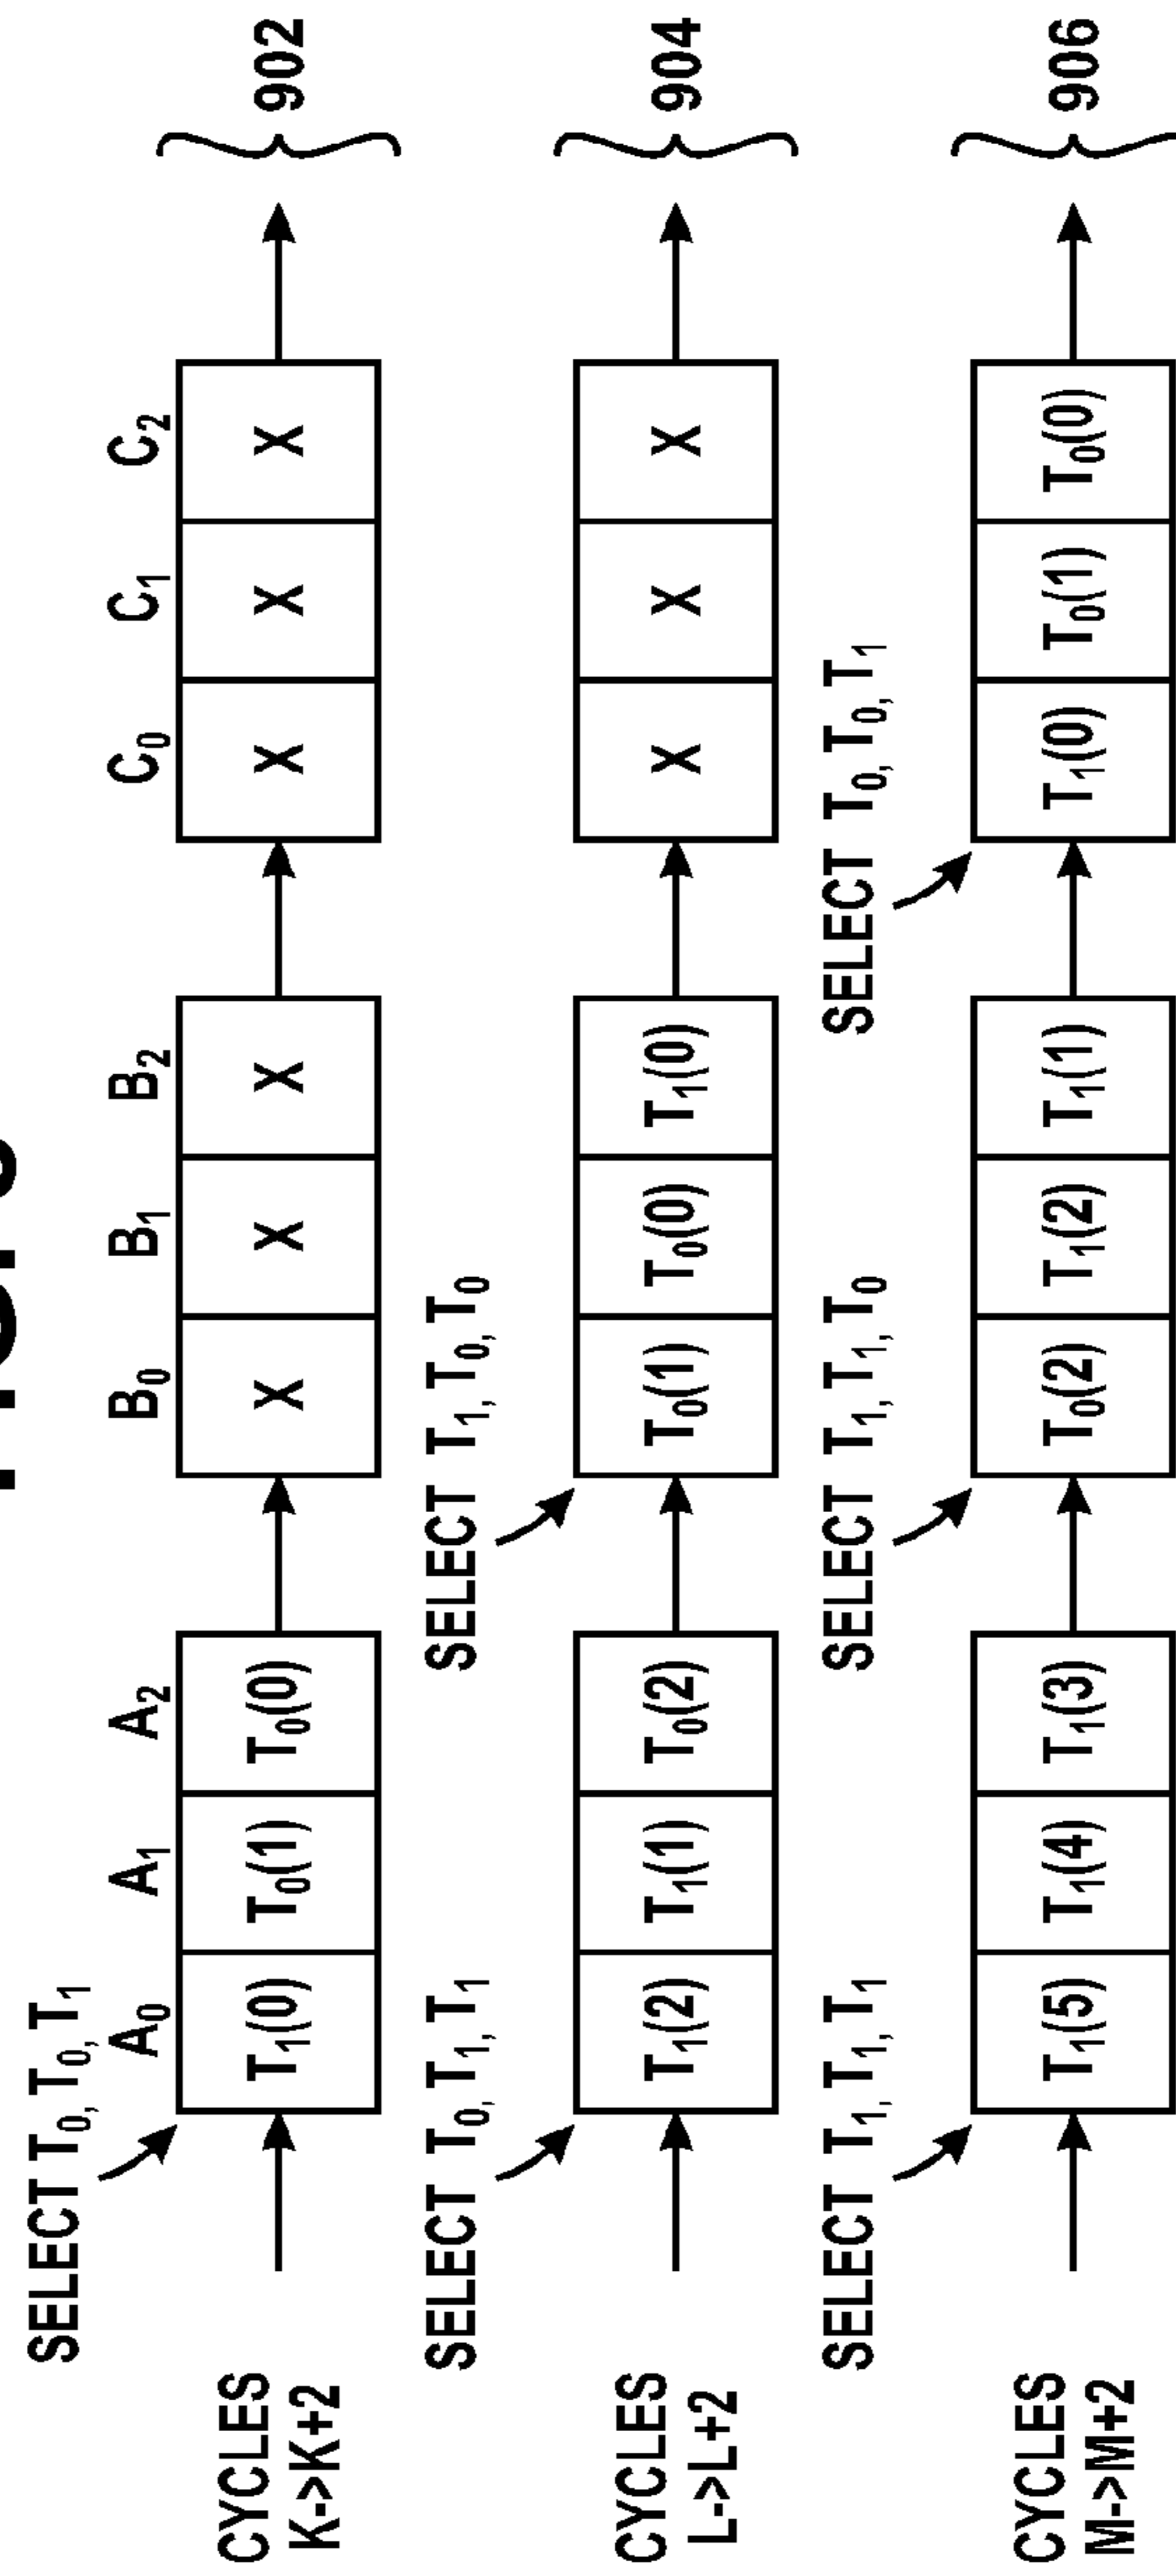 SELECT T₀, T₀, T₁
A₀ A₁ A₂ B₀ B₁ B₂ C₀ C₁ C₂
CYCLES
K->K+2
T₁(0) T₀(1) T₀(0) X X X X X X 902
SELECT T₀, T₁, T₁ SELECT T₁, T₀, T₀
CYCLES
L->L+2
T₁(2) T₁(1) T₀(2) T₀(1) T₀(0) T₁(0) X X X 904
SELECT T₁, T₁, T₁ SELECT T₁, T₁, T₀ SELECT T₀, T₀, T₁
CYCLES
M->M+2
T₁(5) T₁(4) T₁(3) T₀(2) T₁(2) T₁(1) T₁(0) T₀(1) T₀(0) 906